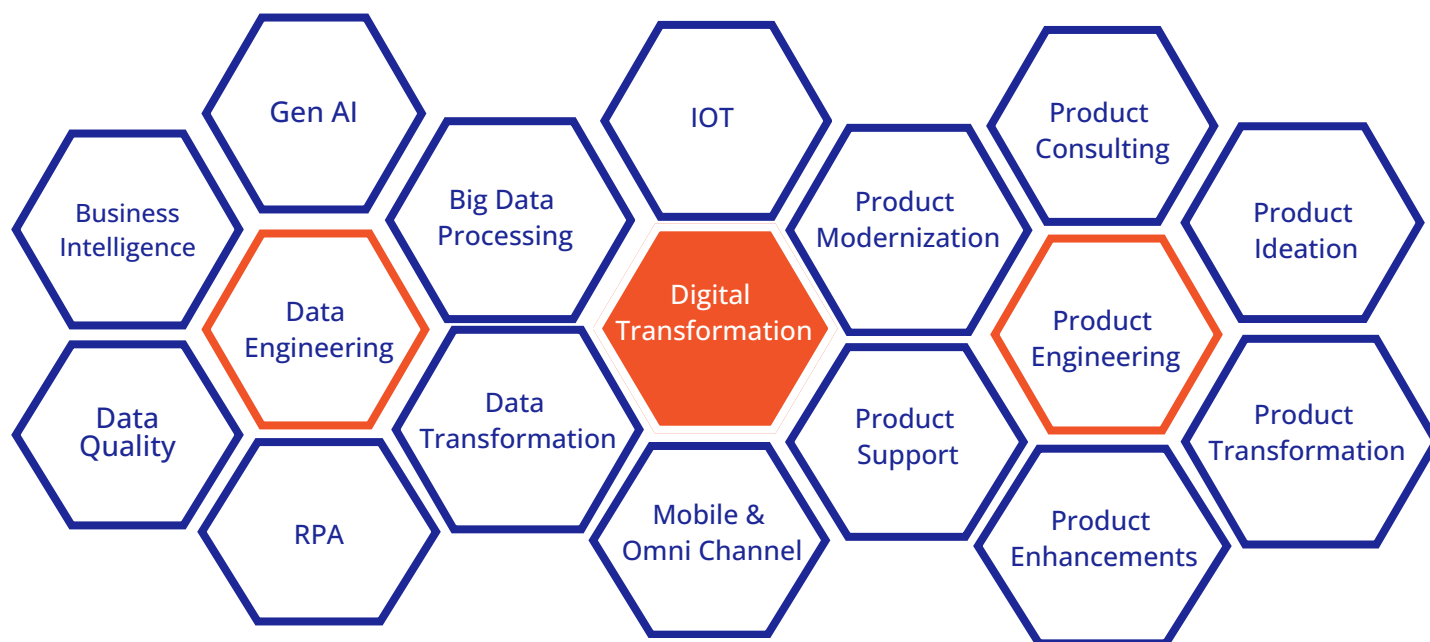 Gen AI
IOT
Product
Consulting
Business
Intelligence
Big Data
Processing
Product
Modernization
Product
Ideation
Data
Engineering
Digital
Transformation
Product
Engineering
Data
Quality
Data
Transformation
Product
Support
Product
Transformation
RPA
Mobile &
Omni Channel
Product
Enhancements